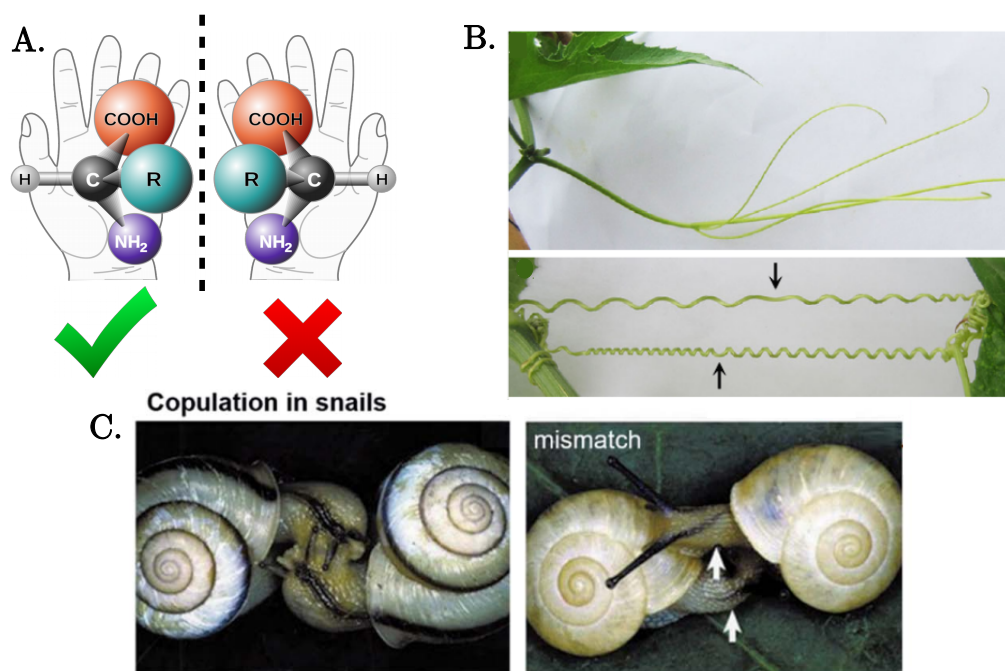 A.
COOH
COOH
H
C
R
R
C
H
NH2
NH2
B.
Copulation in snails
C.
mismatch